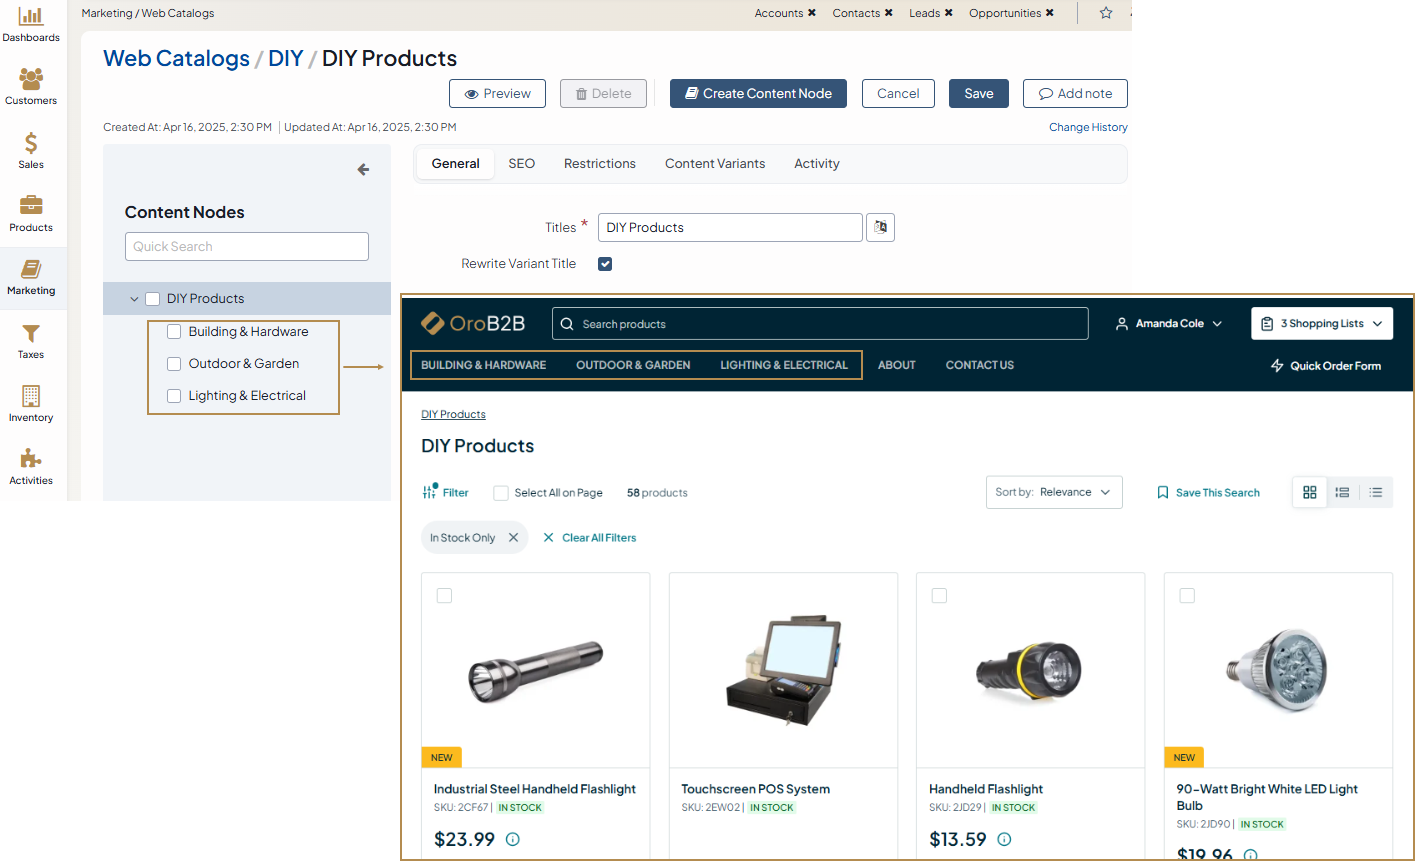 Marketing / Web Catalogs
Accounts ✖ Contacts ✖ Leads ✖ Opportunities ✖
Dashboards
Customers
Sales
Products
Marketing
Taxes
Inventory
Activities
Web Catalogs / DIY / DIY Products
Preview Delete Create Content Node Cancel Save Add note
Created At: Apr 16, 2025, 2:30 PM | Updated At: Apr 16, 2025, 2:30 PM Change History
Content Nodes
Quick Search
DIY Products
Building & Hardware
Outdoor & Garden
Lighting & Electrical
General SEO Restrictions Content Variants Activity
Titles * DIY Products
Rewrite Variant Title
OroB2B Search products Amanda Cole 3 Shopping Lists
BUILDING & HARDWARE OUTDOOR & GARDEN LIGHTING & ELECTRICAL ABOUT CONTACT US Quick Order Form
DIY Products
DIY Products
Filter Select All on Page 58 products Sort by: Relevance Save This Search
In Stock Only Clear All Filters
NEW
Industrial Steel Handheld Flashlight
SKU: 2CF67 | IN STOCK
$23.99
Touchscreen POS System
SKU: 2EW02 | IN STOCK
Handheld Flashlight
SKU: 2JD29 | IN STOCK
$13.59
NEW
90-Watt Bright White LED Light
Bulb
SKU: 2JD90 | IN STOCK
$19.96